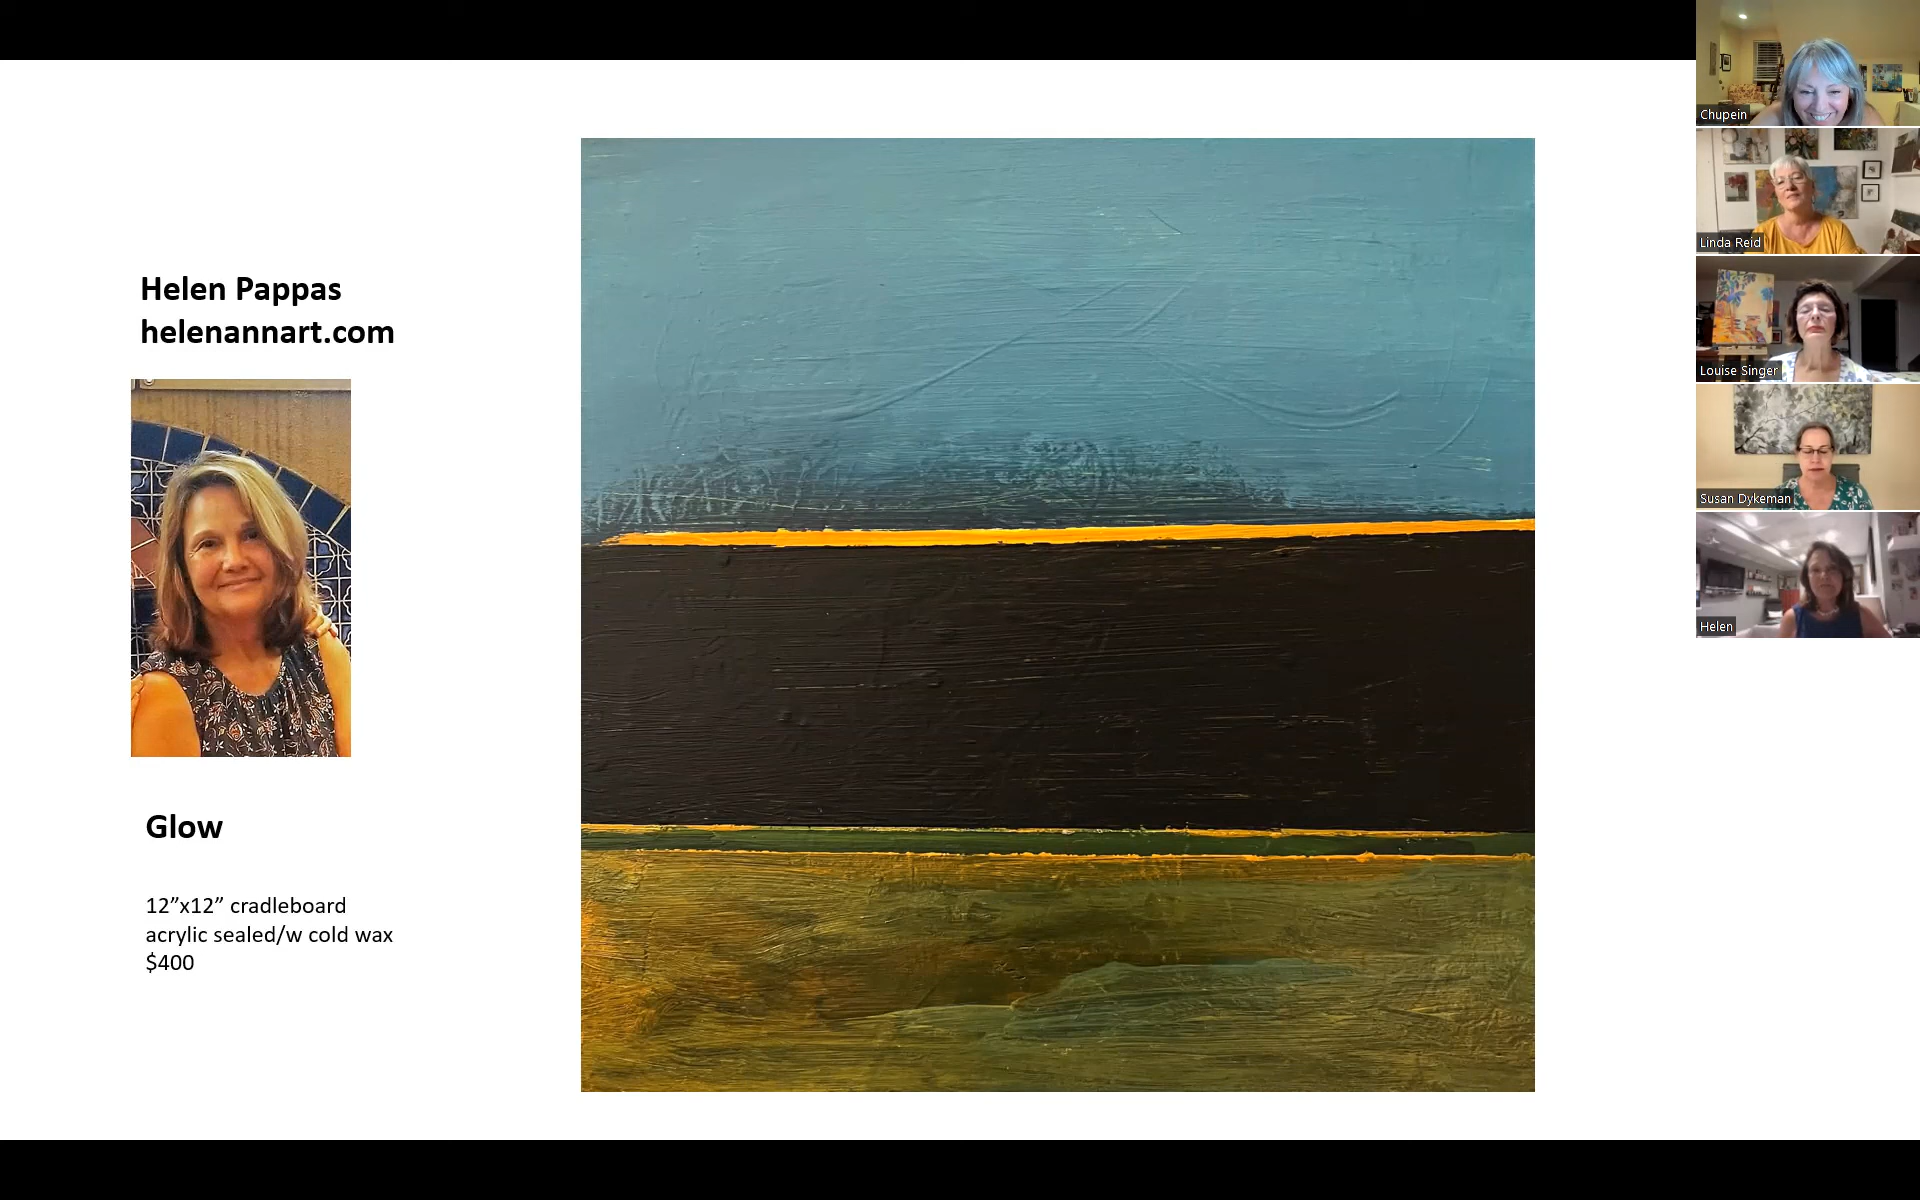 Helen Pappas
helenannart.com
Glow
12”x12” cradleboard
acrylic sealed/w cold wax
$400
Chupein
Linda Reid
Louise Singer
Susan Dykeman
Helen